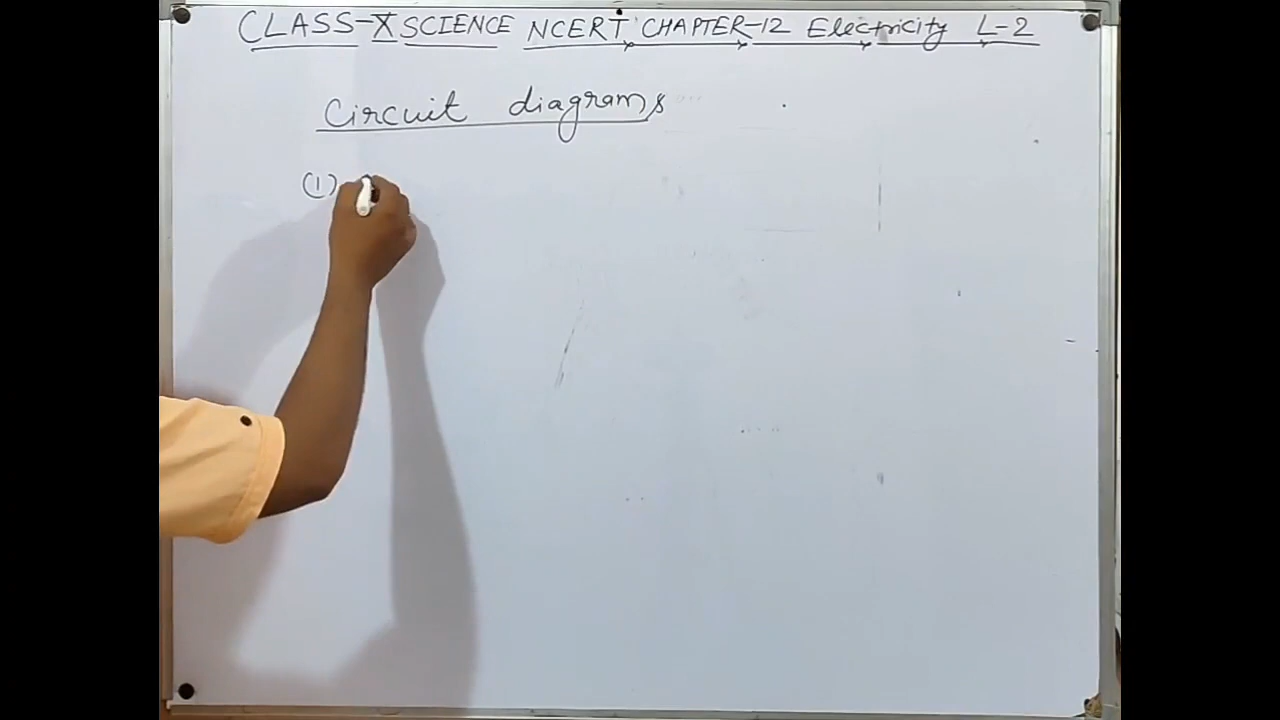 CLASS-X SCIENCE NCERT CHAPTER-12 Electricity L-2
Circuit diagrams
(1)